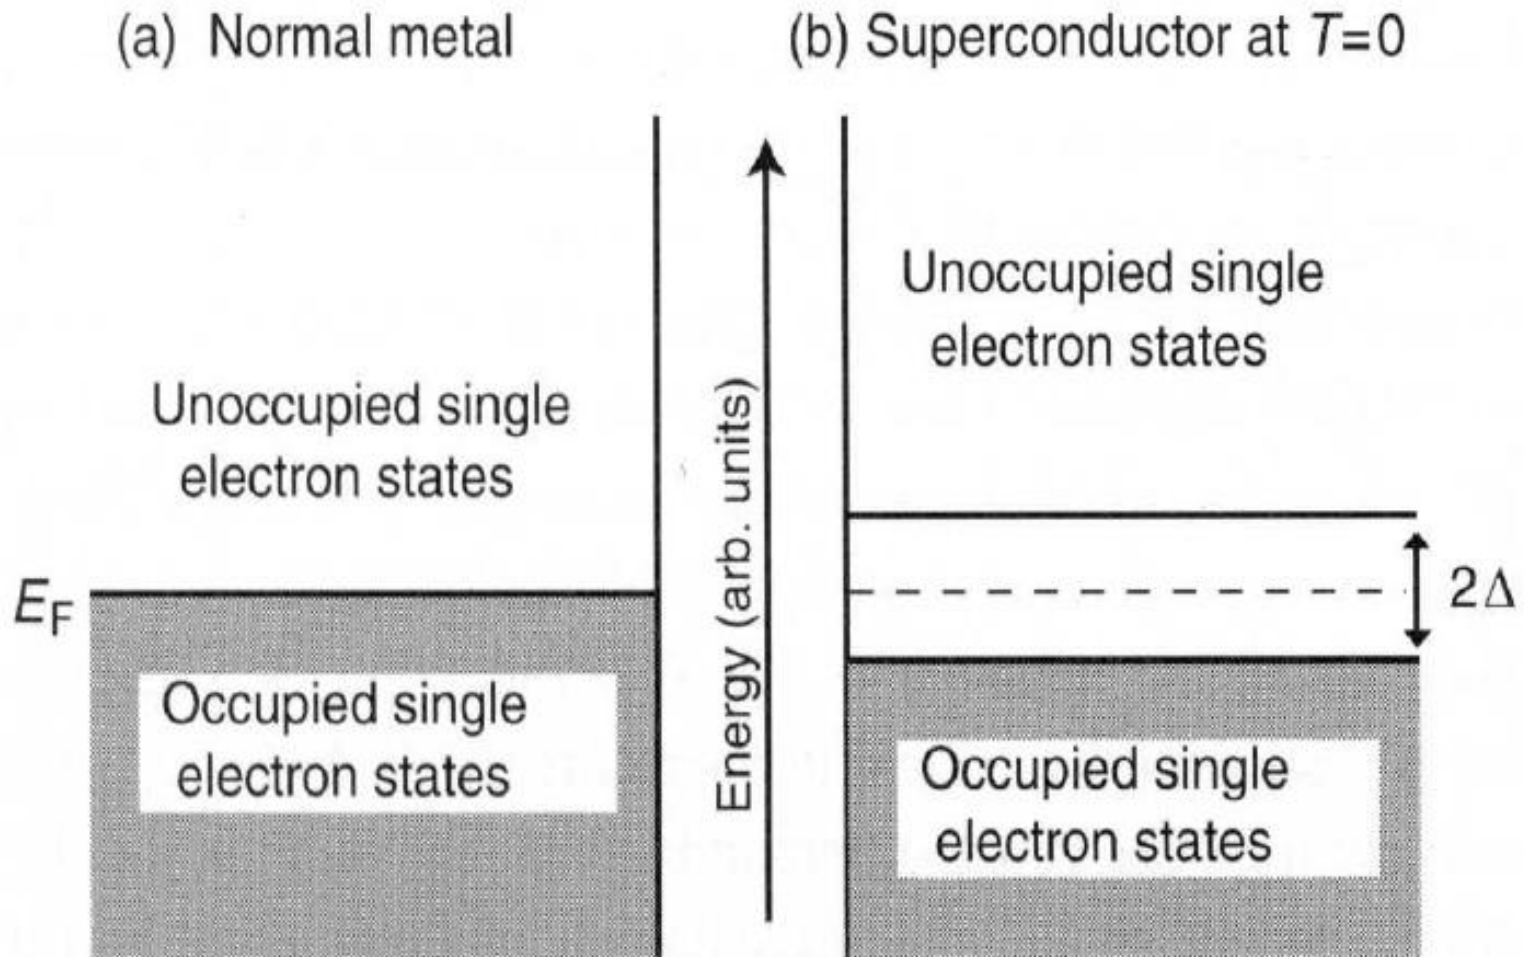 (a) Normal metal
(b) Superconductor at T=0
Unoccupied single
electron states
E_F
Occupied single
electron states
Energy (arb. units)
Unoccupied single
electron states
2Δ
Occupied single
electron states